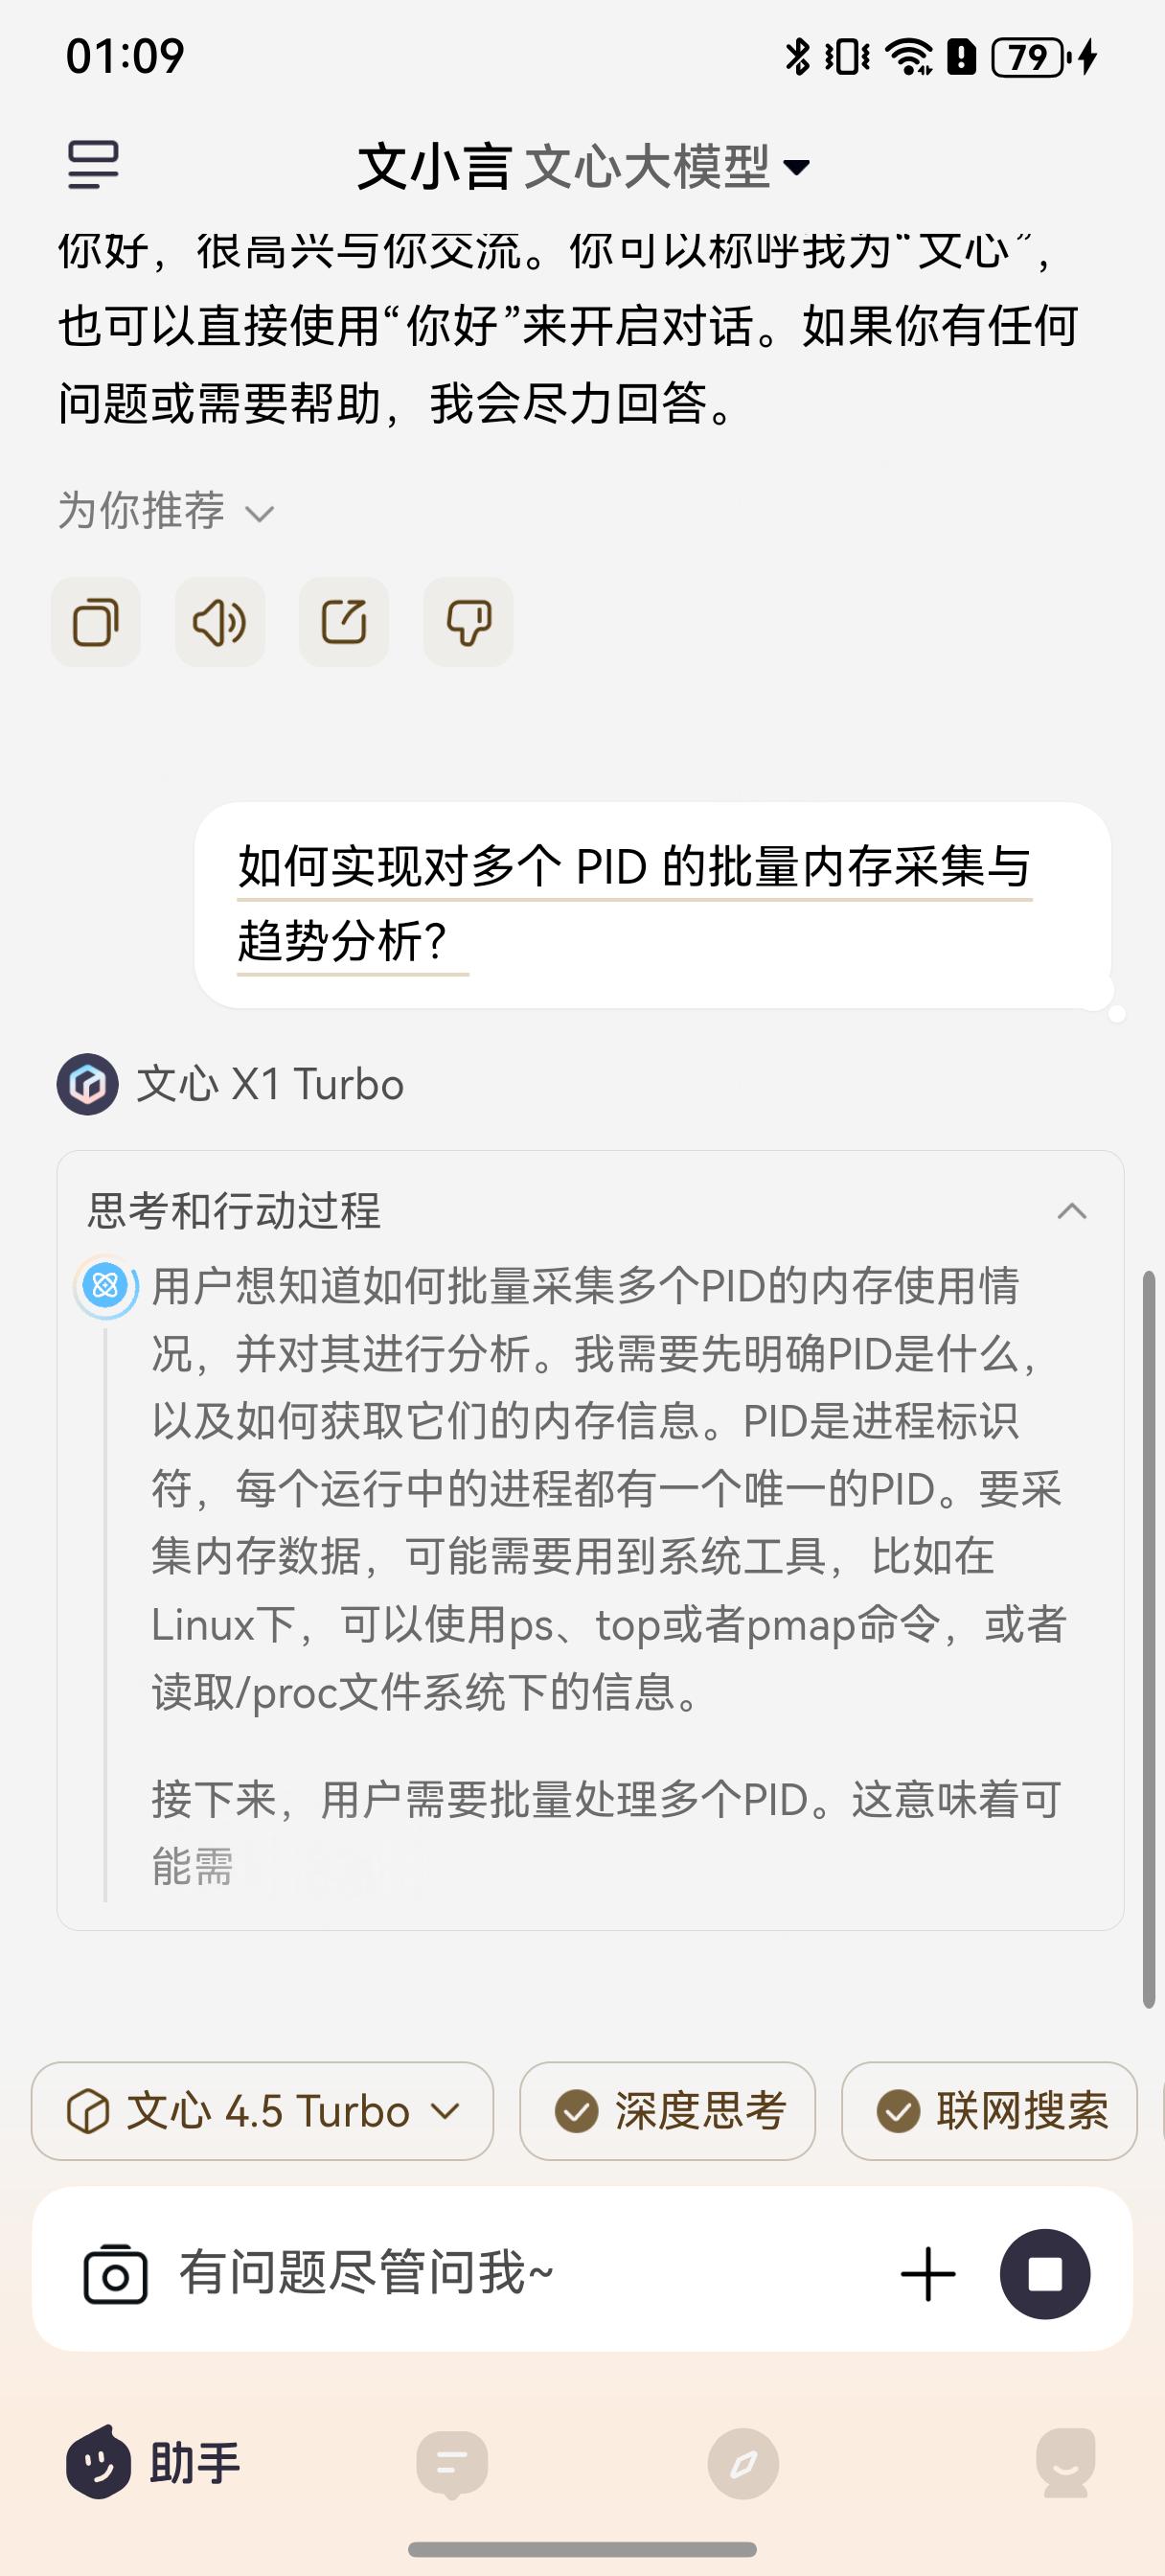 01:09
79
文小言 文心大模型
你好，很高兴与你交流。你可以称呼我为“文心”，
也可以直接使用“你好”来开启对话。如果你有任何
问题或需要帮助，我会尽力回答。
为你推荐
如何实现对多个 PID 的批量内存采集与
趋势分析？
文心 X1 Turbo
思考和行动过程
用户想知道如何批量采集多个PID的内存使用情
况，并对其进行分析。我需要先明确PID是什么，
以及如何获取它们的内存信息。PID是进程标识
符，每个运行中的进程都有一个唯一的PID。要采
集内存数据，可能需要用到系统工具，比如在
Linux下，可以使用ps、top或者pmap命令，或者
读取/proc文件系统下的信息。
接下来，用户需要批量处理多个PID。这意味着可
能需
文心 4.5 Turbo
深度思考
联网搜索
有问题尽管问我~
助手